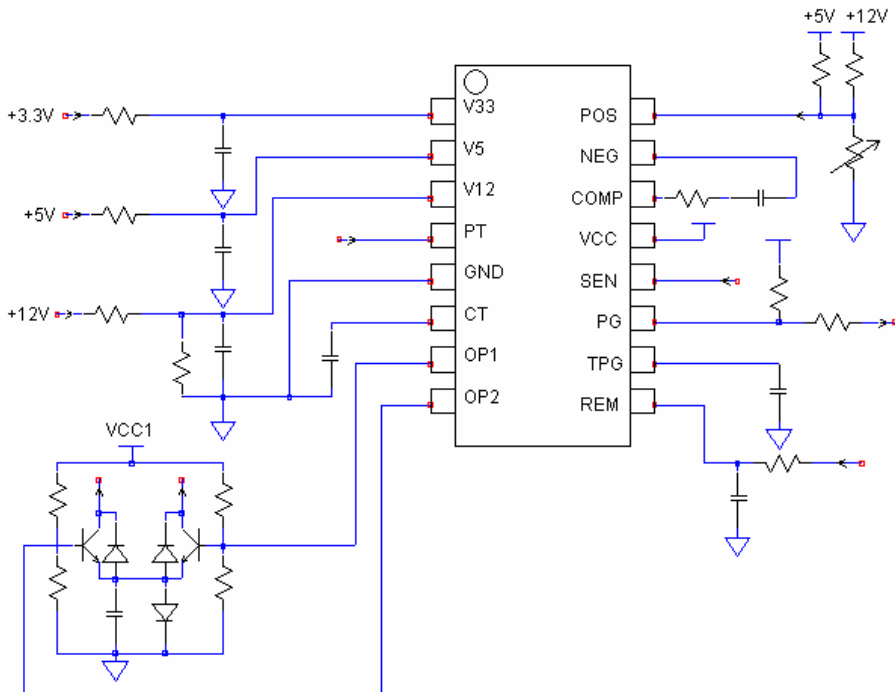 +5V +12V
+3.3V
V33
POS
V5
NEG
V12
COMP
+5V
PT
VCC
GND
SEN
+12V
CT
PG
OP1
TPG
OP2
REM
VCC1